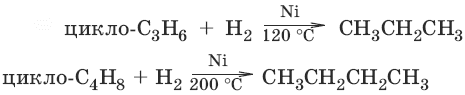 цикло-C₃H₆ + H₂ Ni 120 °C → CH₃CH₂CH₃
цикло-C₄H₈ + H₂ Ni 200 °C → CH₃CH₂CH₂CH₃